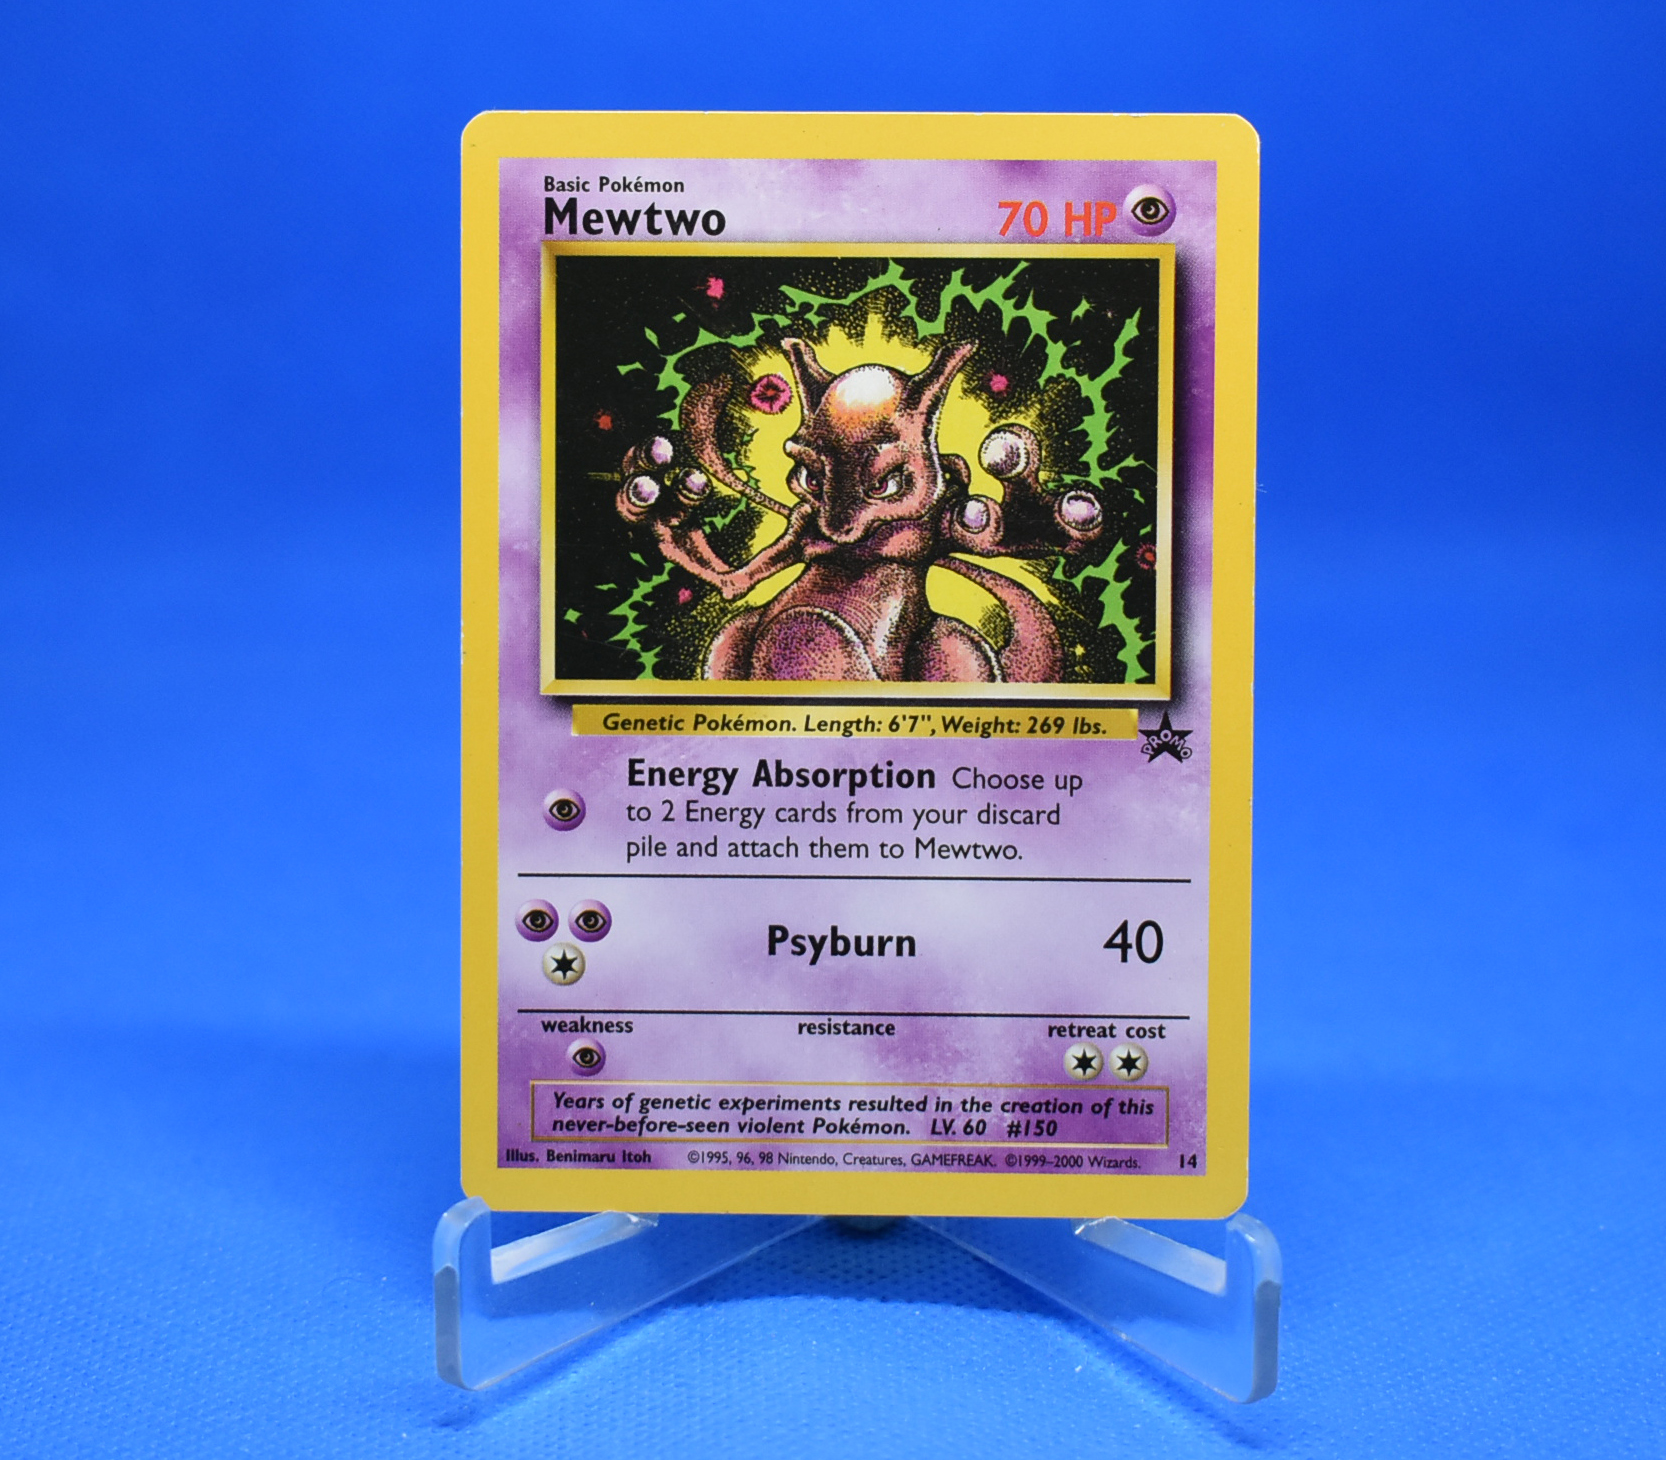 Basic Pokémon
Mewtwo 70 HP
Genetic Pokémon. Length: 6'7", Weight: 269 lbs.
PROMO
Energy Absorption Choose up
to 2 Energy cards from your discard
pile and attach them to Mewtwo.
Psyburn 40
weakness resistance retreat cost
Years of genetic experiments resulted in the creation of this
never-before-seen violent Pokémon. LV. 60 #150
Illus. Benimaru Itoh ©1995, 96, 98 Nintendo, Creatures, GAMEFREAK. ©1999-2000 Wizards. 14